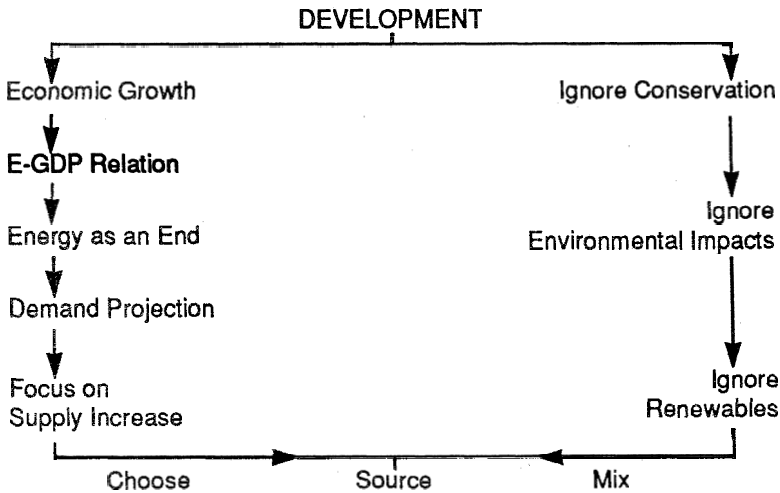 DEVELOPMENT
Economic Growth
E-GDP Relation
Energy as an End
Demand Projection
Focus on
Supply Increase
Ignore Conservation
Ignore
Environmental Impacts
Ignore
Renewables
Choose Source Mix